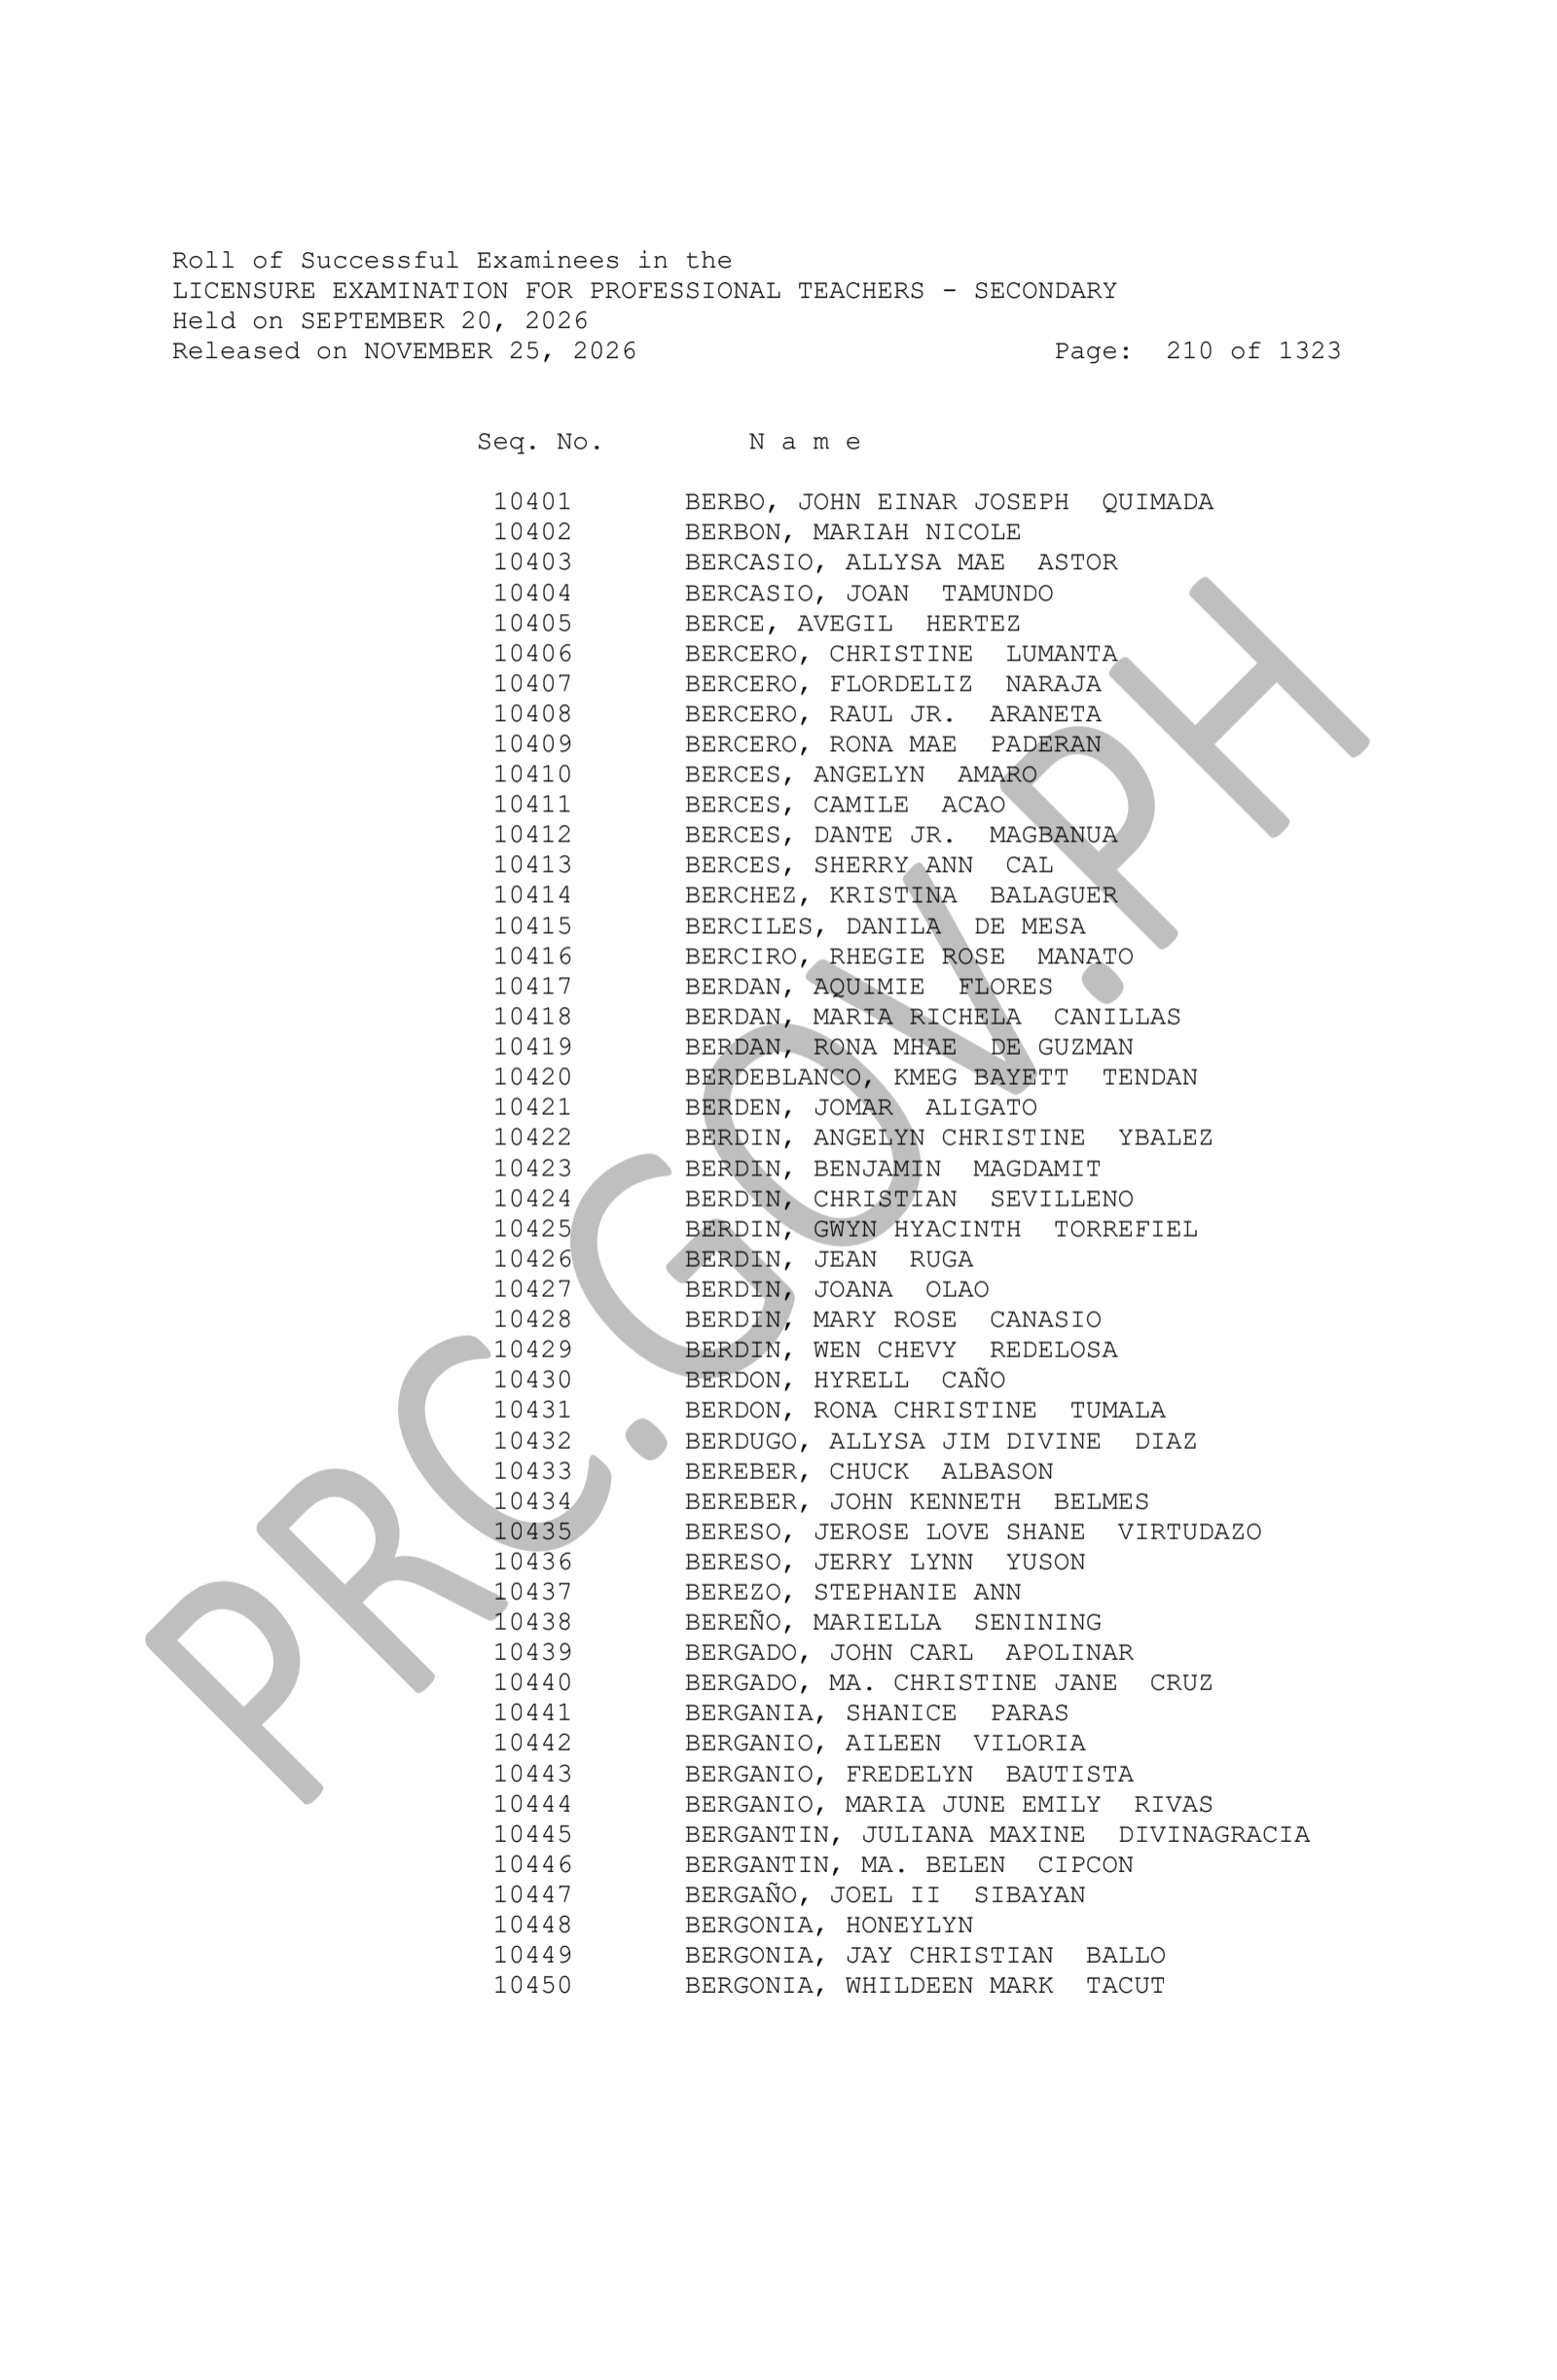 Roll of Successful Examinees in the
LICENSURE EXAMINATION FOR PROFESSIONAL TEACHERS - SECONDARY
Held on SEPTEMBER 20, 2026
Released on NOVEMBER 25, 2026 Page: 210 of 1323
Seq. No. N a m e
10401 BERBO, JOHN EINAR JOSEPH QUIMADA
10402 BERBON, MARIAH NICOLE
10403 BERCASIO, ALLYSA MAE ASTOR
10404 BERCASIO, JOAN TAMUNDO
10405 BERCE, AVEGIL HERTEZ
10406 BERCERO, CHRISTINE LUMANTA
10407 BERCERO, FLORDELIZ NARAJA
10408 BERCERO, RAUL JR. ARANETA
10409 BERCERO, RONA MAE PADERAN
10410 BERCES, ANGELYN AMARO
10411 BERCES, CAMILE ACAO
10412 BERCES, DANTE JR. MAGBANUA
10413 BERCES, SHERRY ANN CAL
10414 BERCHEZ, KRISTINA BALAGUER
10415 BERCILES, DANILA DE MESA
10416 BERCIRO, RHEGIE ROSE MANATO
10417 BERDAN, AQUIMIE FLORES
10418 BERDAN, MARIA RICHELA CANILLAS
10419 BERDAN, RONA MHAE DE GUZMAN
10420 BERDEBLANCO, KMEG BAYETT TENDAN
10421 BERDEN, JOMAR ALIGATO
10422 BERDIN, ANGELYN CHRISTINE YBALEZ
10423 BERDIN, BENJAMIN MAGDAMIT
10424 BERDIN, CHRISTIAN SEVILLENO
10425 BERDIN, GWYN HYACINTH TORREFIEL
10426 BERDIN, JEAN RUGA
10427 BERDIN, JOANA OLAO
10428 BERDIN, MARY ROSE CANASIO
10429 BERDIN, WEN CHEVY REDELOSA
10430 BERDON, HYRELL CAÑO
10431 BERDON, RONA CHRISTINE TUMALA
10432 BERDUGO, ALLYSA JIM DIVINE DIAZ
10433 BEREBER, CHUCK ALBASON
10434 BEREBER, JOHN KENNETH BELMES
10435 BERESO, JEROSE LOVE SHANE VIRTUDAZO
10436 BERESO, JERRY LYNN YUSON
10437 BEREZO, STEPHANIE ANN
10438 BEREÑO, MARIELLA SENINING
10439 BERGADO, JOHN CARL APOLINAR
10440 BERGADO, MA. CHRISTINE JANE CRUZ
10441 BERGANIA, SHANICE PARAS
10442 BERGANIO, AILEEN VILORIA
10443 BERGANIO, FREDELYN BAUTISTA
10444 BERGANIO, MARIA JUNE EMILY RIVAS
10445 BERGANTIN, JULIANA MAXINE DIVINAGRACIA
10446 BERGANTIN, MA. BELEN CIPCON
10447 BERGAÑO, JOEL II SIBAYAN
10448 BERGONIA, HONEYLYN
10449 BERGONIA, JAY CHRISTIAN BALLO
10450 BERGONIA, WHILDEEN MARK TACUT
PRC.GOV.PH